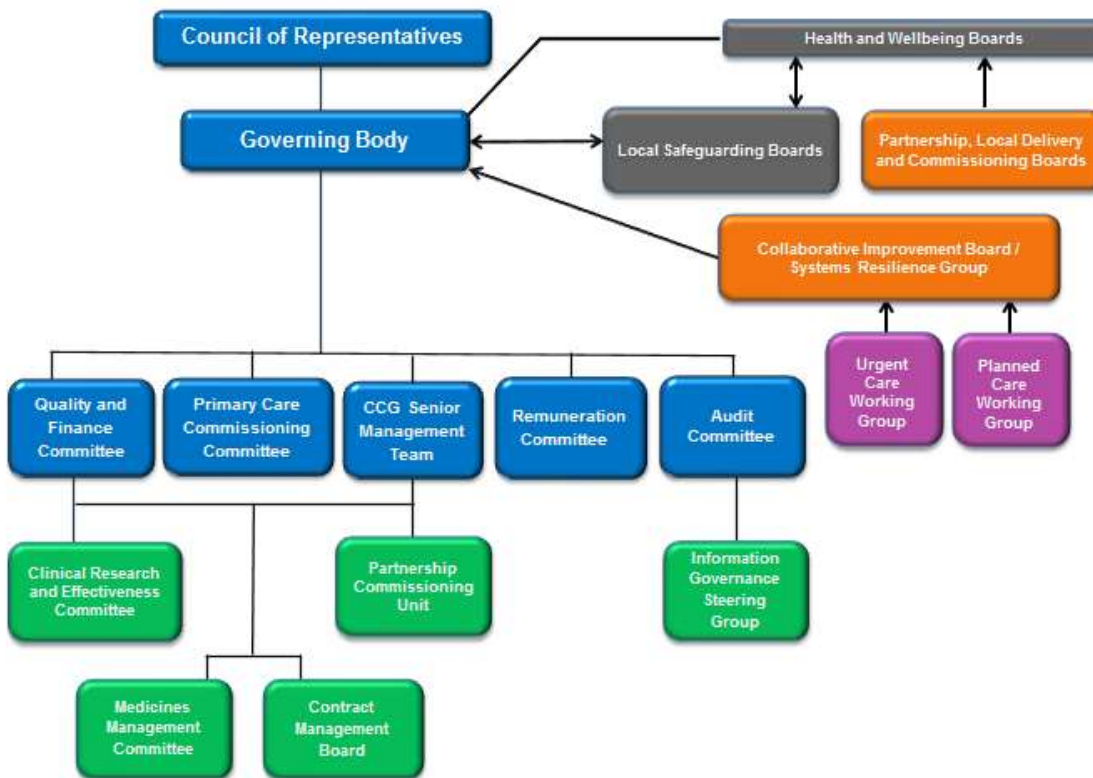 Council of Representatives
Health and Wellbeing Boards
Governing Body
Local Safeguarding Boards
Partnership, Local Delivery
and Commissioning Boards
Collaborative Improvement Board /
Systems Resilience Group
Urgent
Care
Working
Group
Planned
Care
Working
Group
Quality and
Finance
Committee
Primary Care
Commissioning
Committee
CCG Senior
Management
Team
Remuneration
Committee
Audit
Committee
Clinical Research
and Effectiveness
Committee
Partnership
Commissioning
Unit
Information
Governance
Steering
Group
Medicines
Management
Committee
Contract
Management
Board